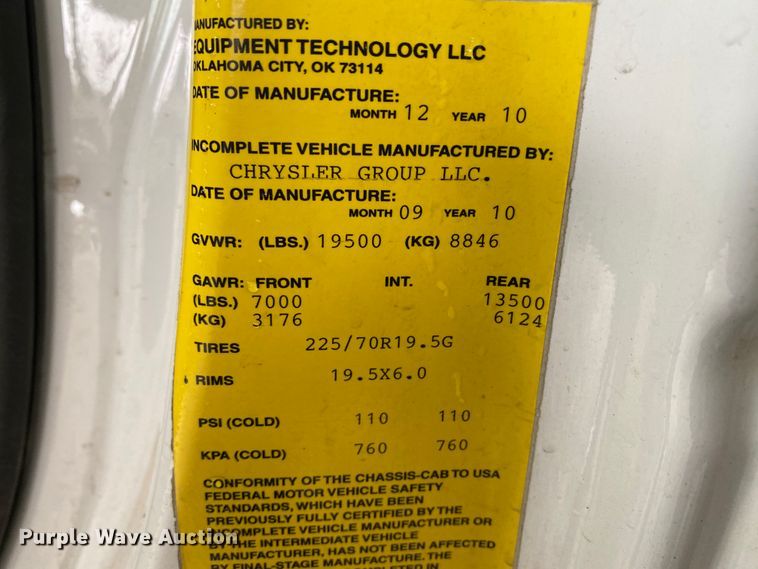 MANUFACTURED BY:
EQUIPMENT TECHNOLOGY LLC
OKLAHOMA CITY, OK 73114
DATE OF MANUFACTURE:
MONTH 12 YEAR 10
INCOMPLETE VEHICLE MANUFACTURED BY:
CHRYSLER GROUP LLC.
DATE OF MANUFACTURE:
MONTH 09 YEAR 10
GVWR: (LBS.) 19500 (KG) 8846
GAWR: FRONT INT. REAR
(LBS.) 7000 13500
(KG) 3176 6124
TIRES 225/70R19.5G
RIMS 19.5X6.0
PSI (COLD) 110 110
KPA (COLD) 760 760
CONFORMITY OF THE CHASSIS-CAB TO USA
FEDERAL MOTOR VEHICLE SAFETY
STANDARDS, WHICH HAVE BEEN
PREVIOUSLY FULLY CERTIFIED BY THE
INCOMPLETE VEHICLE MANUFACTURER OR
BY THE INTERMEDIATE VEHICLE
MANUFACTURER, HAS NOT BEEN AFFECTED
BY FINAL-STAGE MANUFACTURE. THE
COMPLETED IN
Purple Wave Auction